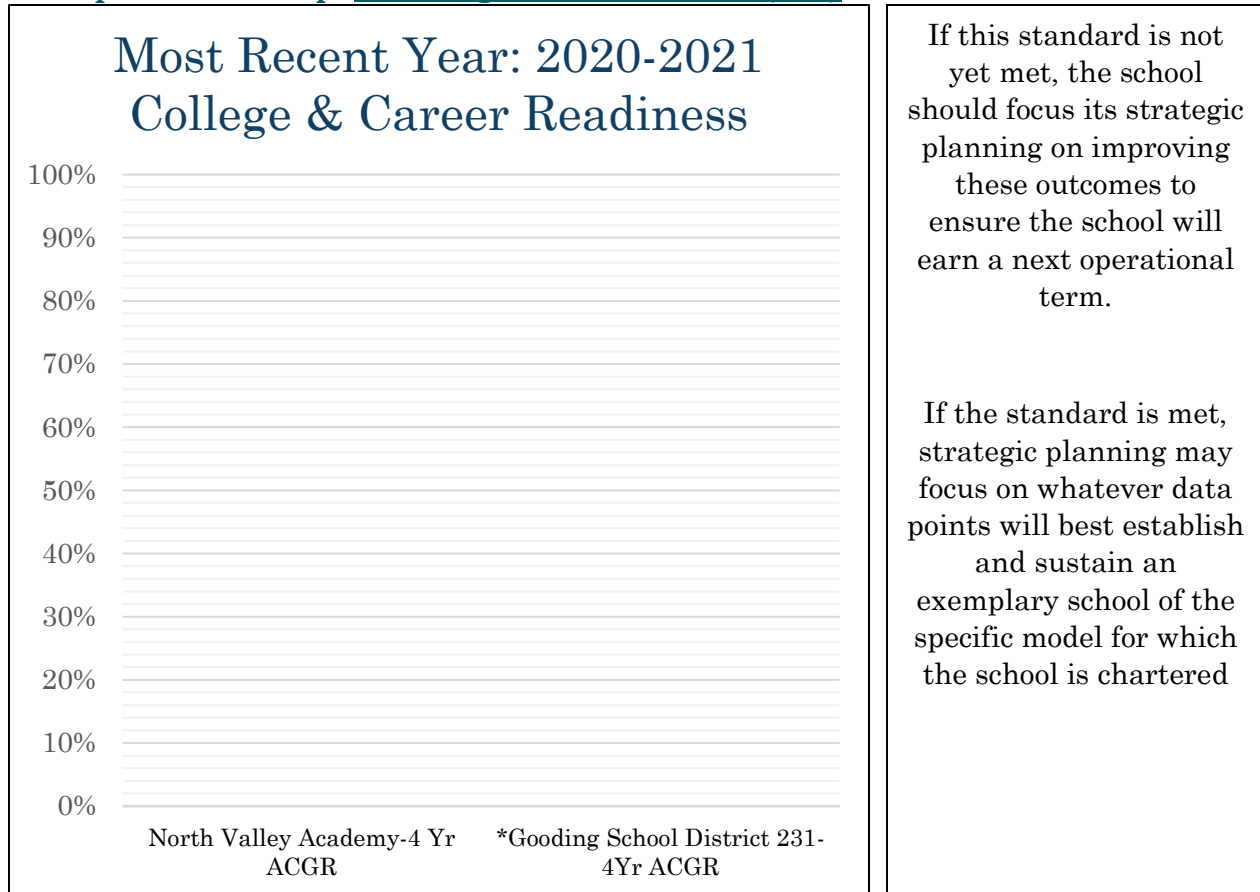 Most Recent Year: 2020-2021
College & Career Readiness
100%
90%
80%
70%
60%
50%
40%
30%
20%
10%
0%
North Valley Academy-4 Yr
ACGR
*Gooding School District 231-
4Yr ACGR
If this standard is not
yet met, the school
should focus its strategic
planning on improving
these outcomes to
ensure the school will
earn a next operational
term.
If the standard is met,
strategic planning may
focus on whatever data
points will best establish
and sustain an
exemplary school of the
specific model for which
the school is chartered